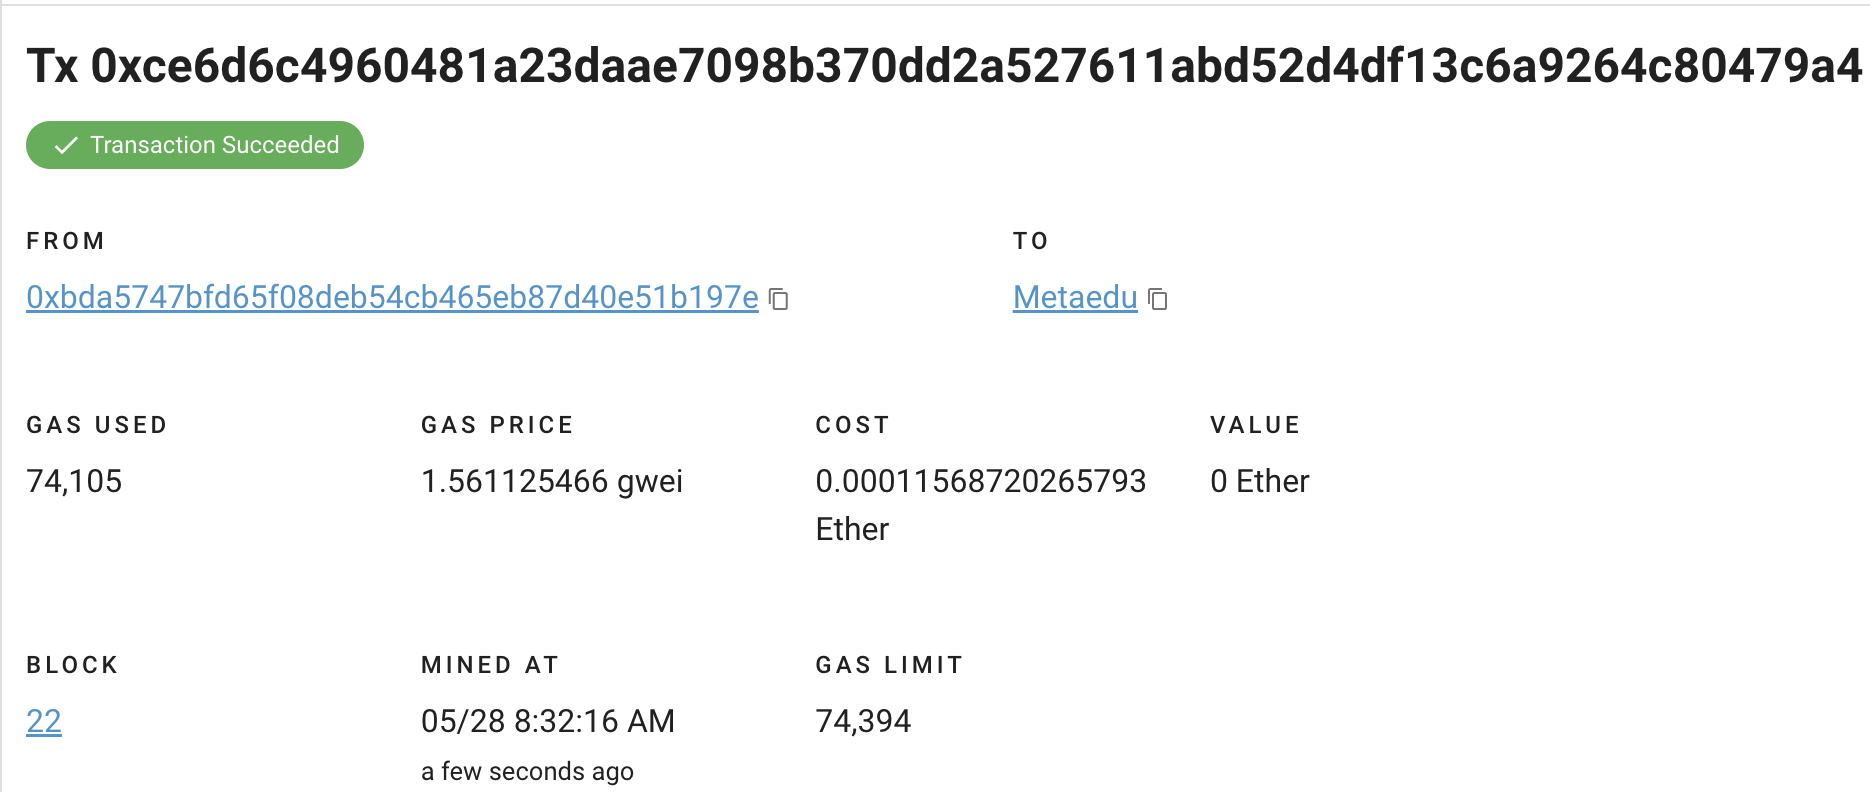 Tx 0xce6d6c4960481a23daae7098b370dd2a527611abd52d4df13c6a9264c80479a4
Transaction Succeeded
FROM
TO
0xbda5747bfd65f08deb54cb465eb87d40e51b197e
Metaedu
GAS USED
GAS PRICE
COST
VALUE
74,105
1.561125466 gwei
0.00011568720265793
Ether
0 Ether
BLOCK
MINED AT
GAS LIMIT
22
05/28 8:32:16 AM
74,394
a few seconds ago